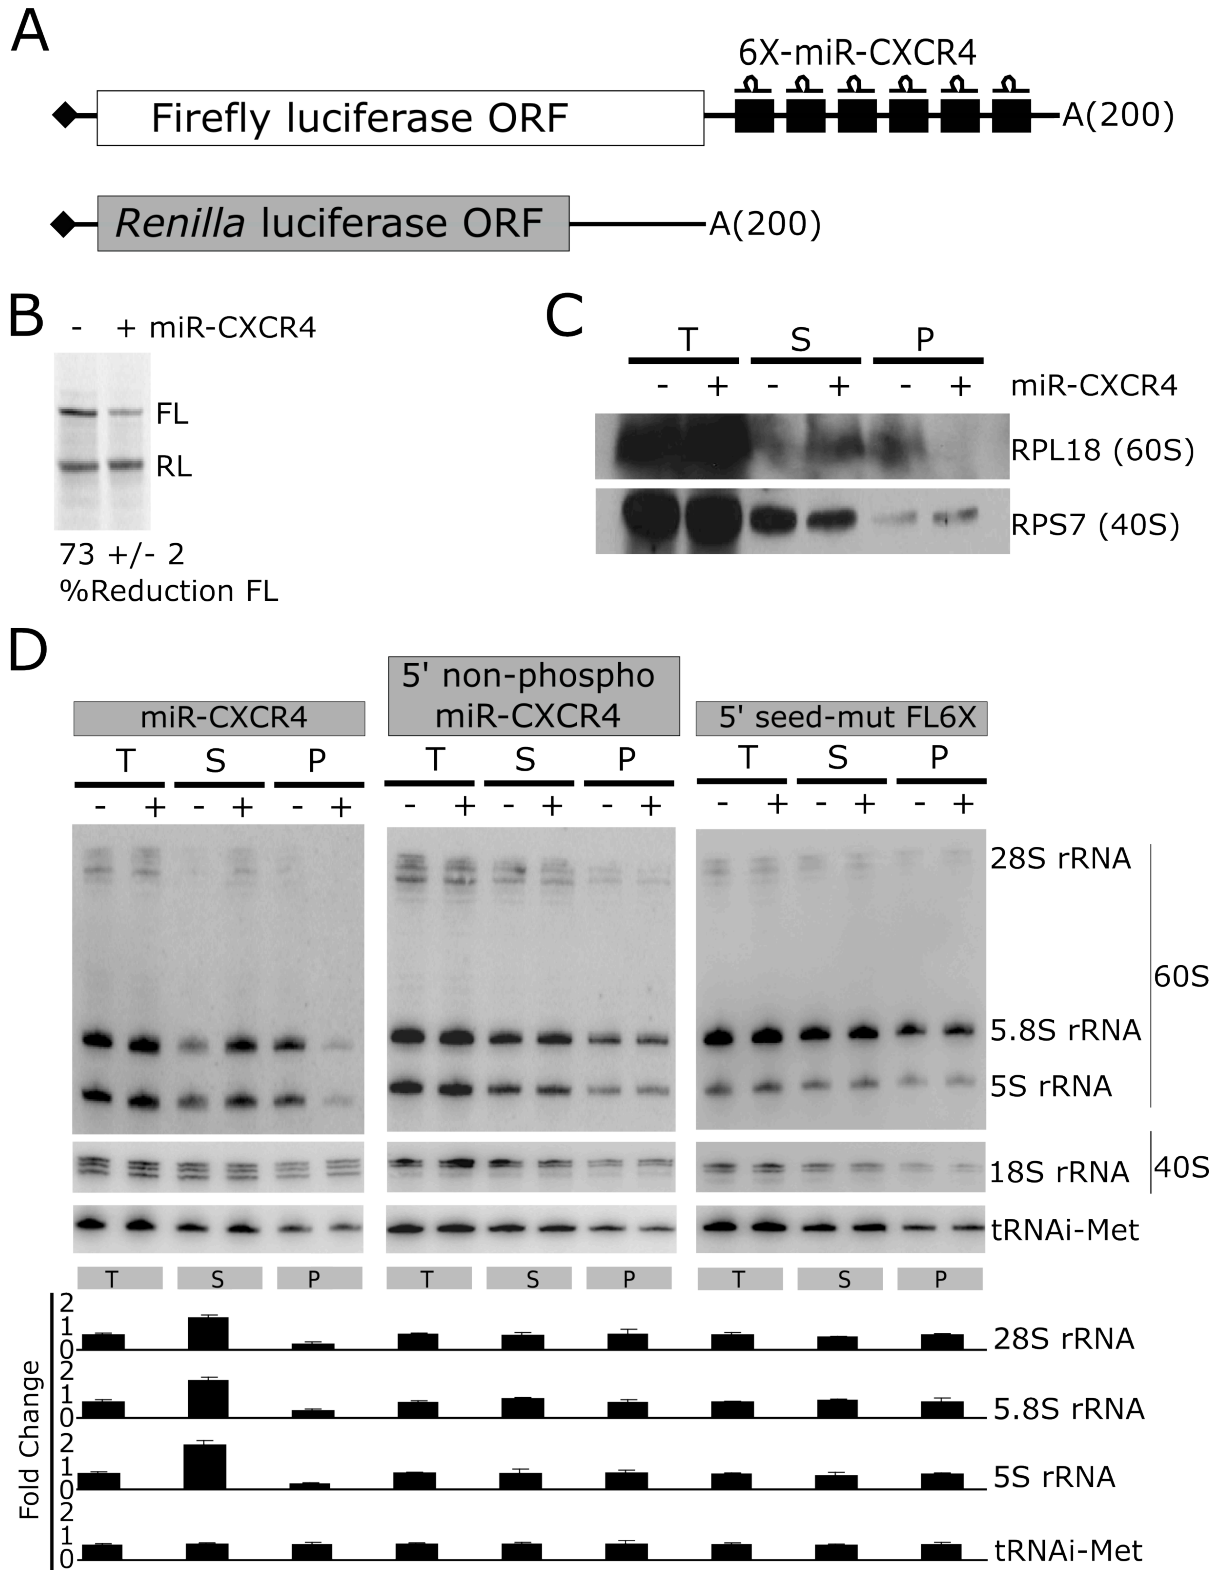 A
6X-miR-CXCR4
Firefly luciferase ORF
A(200)
Renilla luciferase ORF
A(200)
B
- + miR-CXCR4
FL
RL
73 +/- 2
%Reduction FL
C
T S P
- + - + - + miR-CXCR4
RPL18 (60S)
RPS7 (40S)
D
miR-CXCR4
5' non-phospho
miR-CXCR4
5' seed-mut FL6X
T S P T S P T S P
- + - + - + - + - + - + - + - + - +
28S rRNA
60S
5.8S rRNA
5S rRNA
18S rRNA
40S
tRNAi-Met
T S P T S P T S P
Fold Change
2
1
0
28S rRNA
2
1
0
5.8S rRNA
2
1
0
5S rRNA
2
1
0
tRNAi-Met